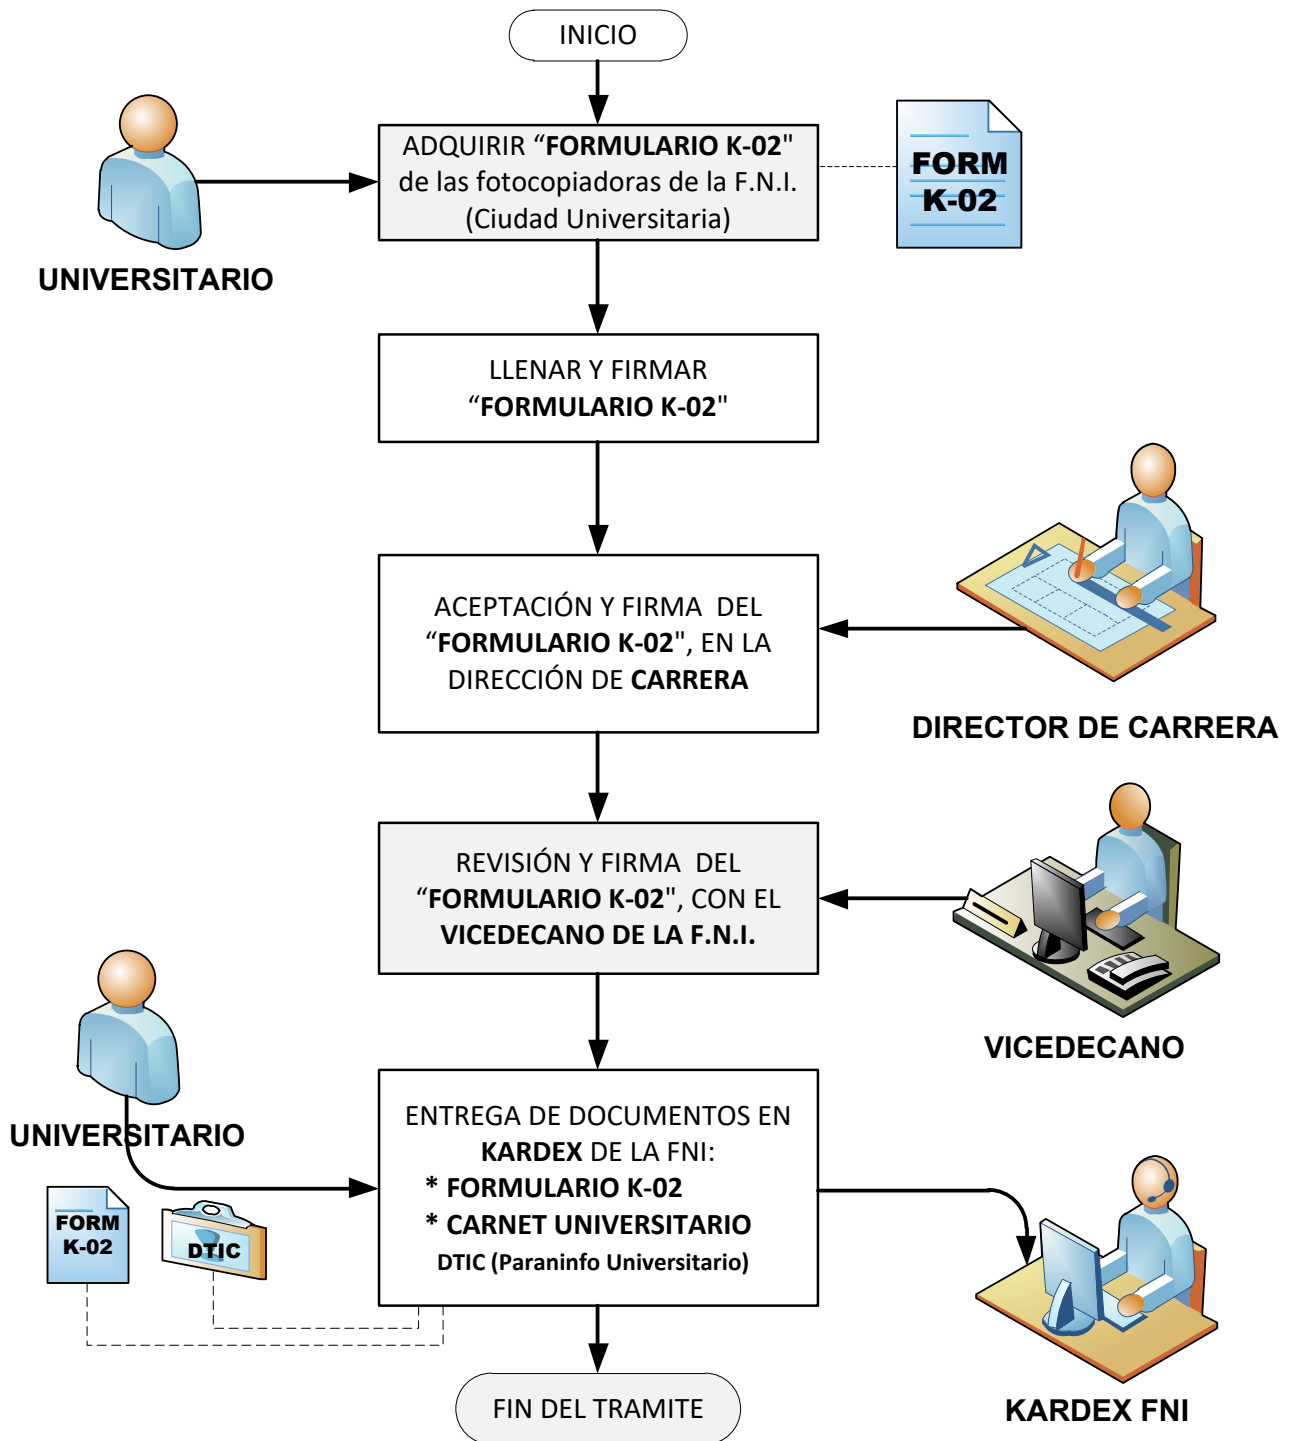 INICIO
ADQUIRIR “FORMULARIO K-02"
de las fotocopiadoras de la F.N.I.
(Ciudad Universitaria)
FORM
K-02
UNIVERSITARIO
LLENAR Y FIRMAR
“FORMULARIO K-02"
ACEPTACIÓN Y FIRMA DEL
“FORMULARIO K-02", EN LA
DIRECCIÓN DE CARRERA
DIRECTOR DE CARRERA
REVISIÓN Y FIRMA DEL
“FORMULARIO K-02", CON EL
VICEDECANO DE LA F.N.I.
VICEDECANO
UNIVERSITARIO
FORM
K-02
DTIC
ENTREGA DE DOCUMENTOS EN
KARDEX DE LA FNI:
* FORMULARIO K-02
* CARNET UNIVERSITARIO
DTIC (Paraninfo Universitario)
KARDEX FNI
FIN DEL TRAMITE